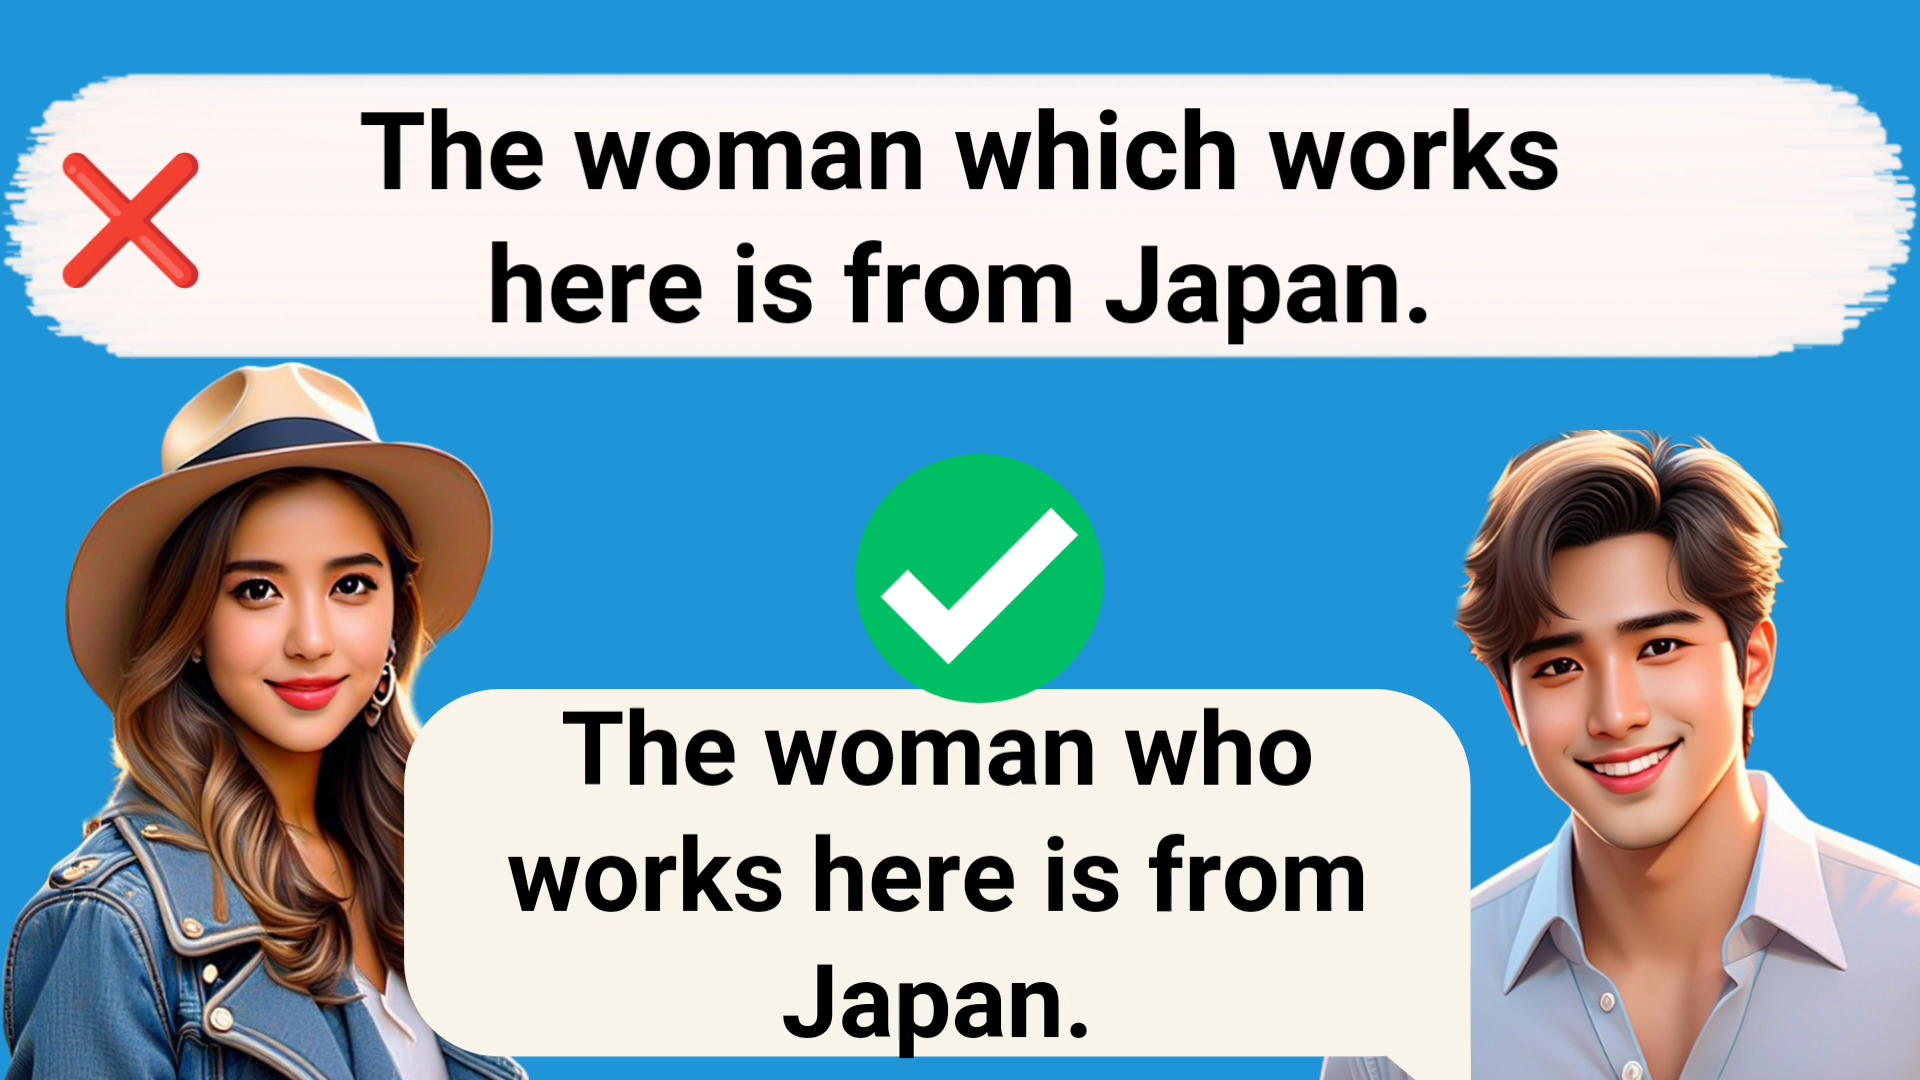 The woman which works
here is from Japan.
The woman who
works here is from
Japan.